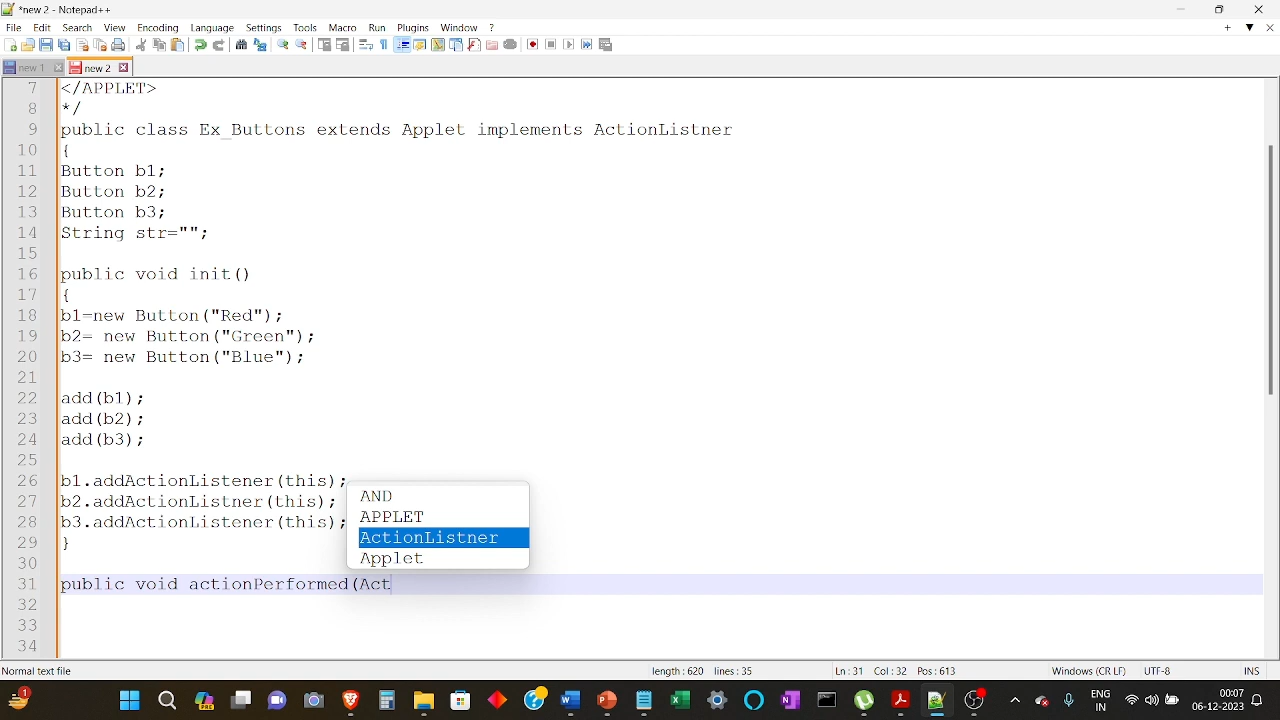 *new 2 - Notepad++
File Edit Search View Encoding Language Settings Tools Macro Run Plugins Window ?
new 1 new 2
7 </APPLET>
8 */
9 public class Ex_Buttons extends Applet implements ActionListner
10 {
11 Button b1;
12 Button b2;
13 Button b3;
14 String str="";
15
16 public void init()
17 {
18 b1=new Button("Red");
19 b2= new Button("Green");
20 b3= new Button("Blue");
21
22 add(b1);
23 add(b2);
24 add(b3);
25
26 b1.addActionListener(this);
27 b2.addActionListner(this);
28 b3.addActionListener(this);
29 }
30
31 public void actionPerformed(Act
32
33
34
AND
APPLET
ActionListner
Applet
Normal text file length : 620 lines : 35 Ln : 31 Col : 32 Pos : 613 Windows (CR LF) UTF-8 INS
1 ENG IN 00:07 06-12-2023